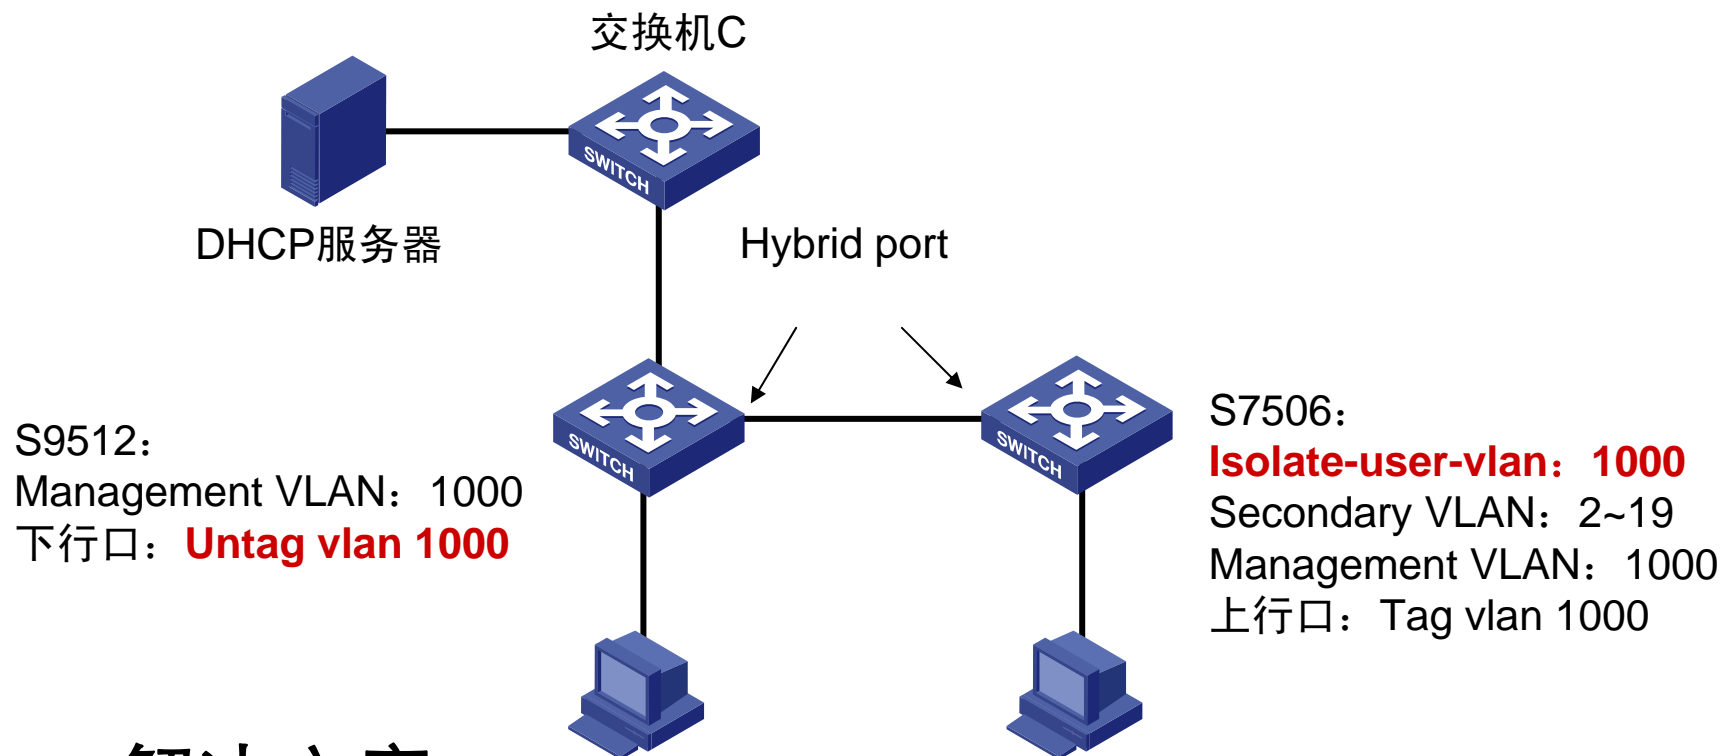 交换机C
SWITCH
DHCP服务器
Hybrid port
SWITCH
SWITCH
S9512：
Management VLAN：1000
下行口：Untag vlan 1000
S7506：
Isolate-user-vlan：1000
Secondary VLAN：2~19
Management VLAN：1000
上行口：Tag vlan 1000